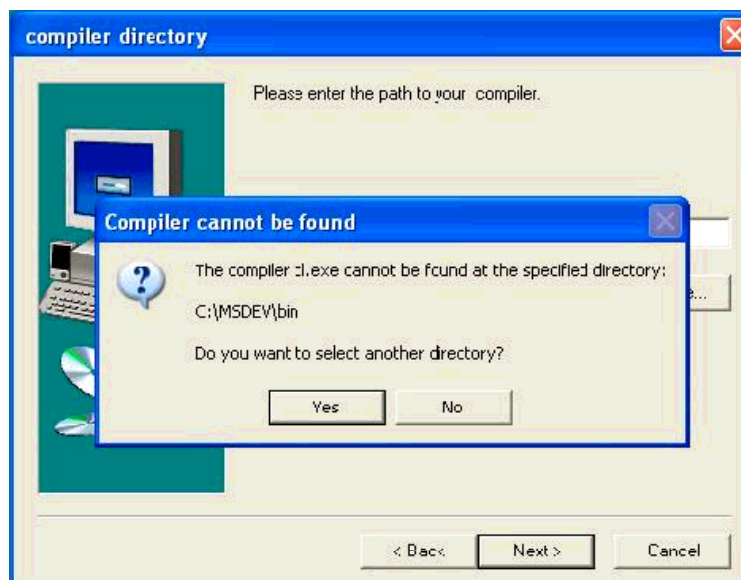 compiler directory
Please enter the path to your compiler.
Compiler cannot be found
The compiler cl.exe cannot be found at the specified directory:
C:\MSDEV\bin
Do you want to select another directory?
Yes
No
e...
< Back
Next >
Cancel